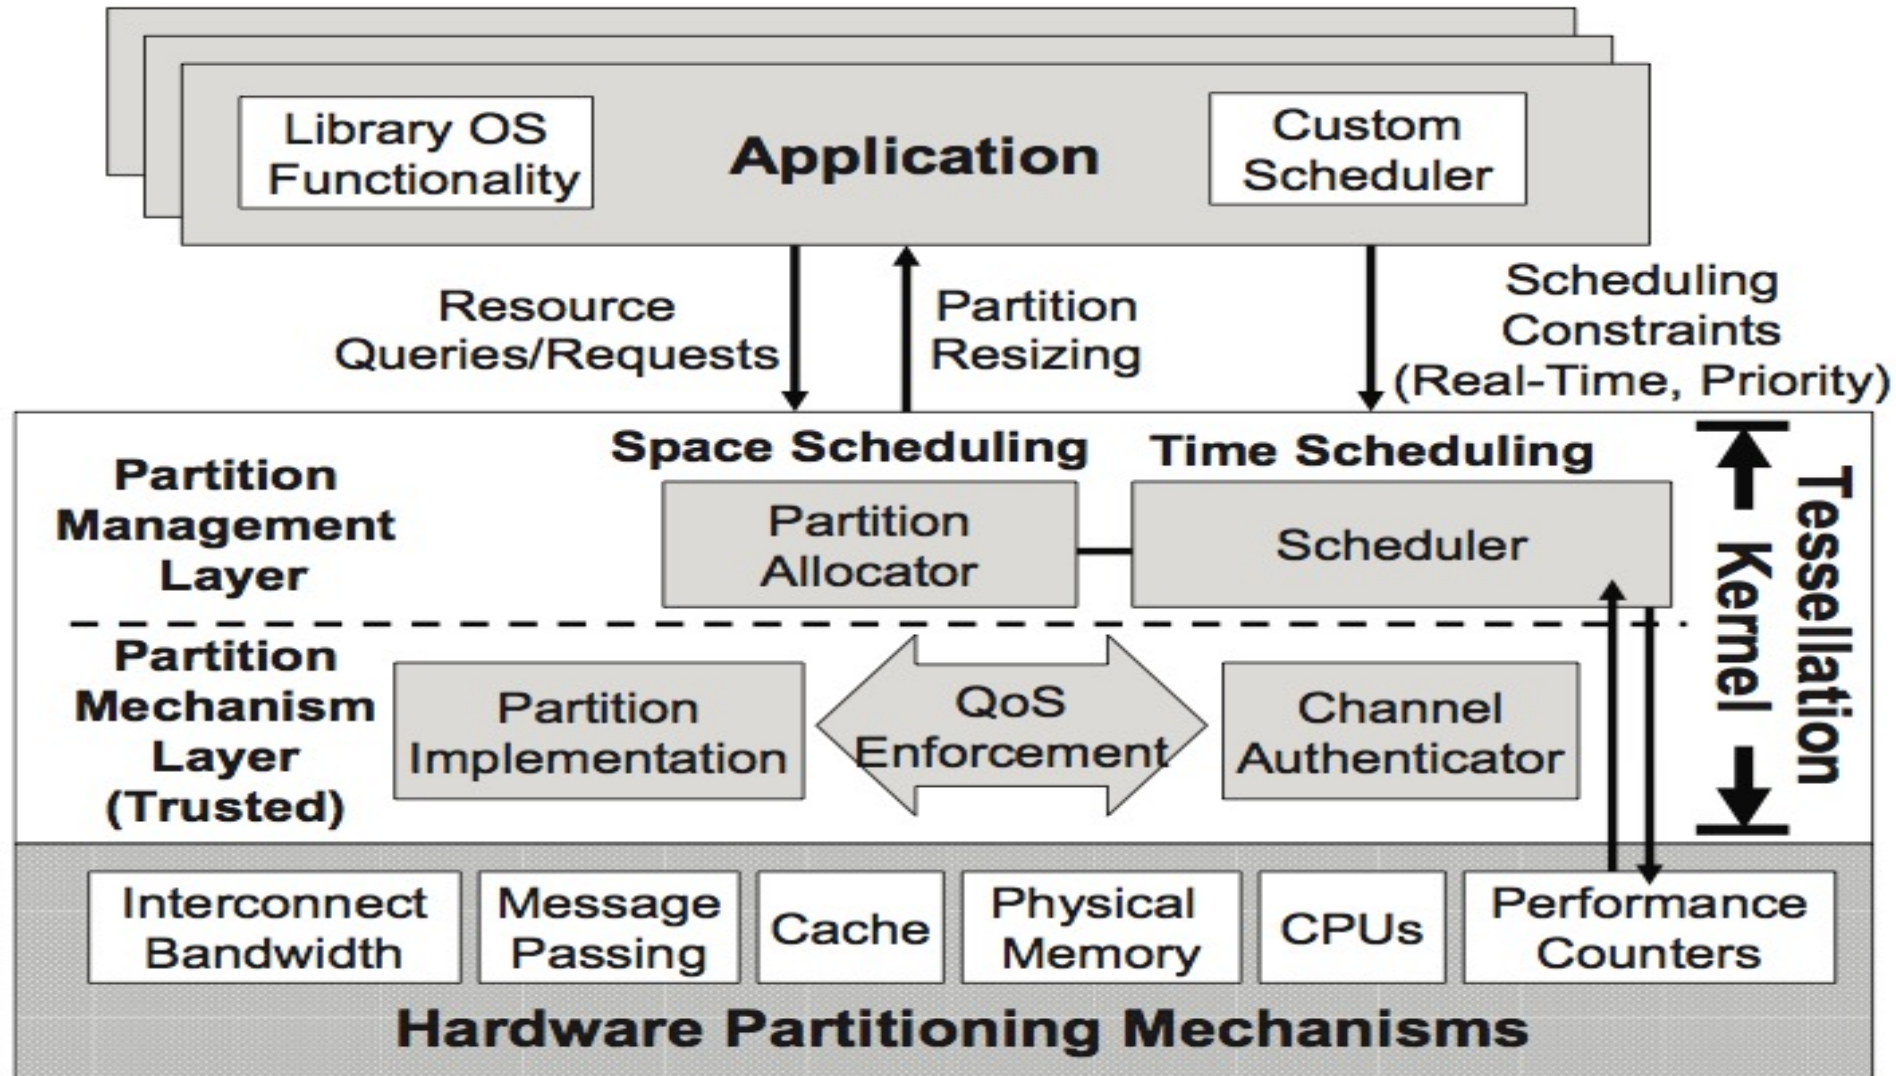 Library OS
Functionality
Application
Custom
Scheduler
Resource
Queries/Requests
Partition
Resizing
Scheduling
Constraints
(Real-Time, Priority)
Space Scheduling
Time Scheduling
Partition
Management
Layer
Partition
Allocator
Scheduler
Tessellation
Kernel
Partition
Mechanism
Layer
(Trusted)
Partition
Implementation
QoS
Enforcement
Channel
Authenticator
Interconnect
Bandwidth
Message
Passing
Cache
Physical
Memory
CPUs
Performance
Counters
Hardware Partitioning Mechanisms